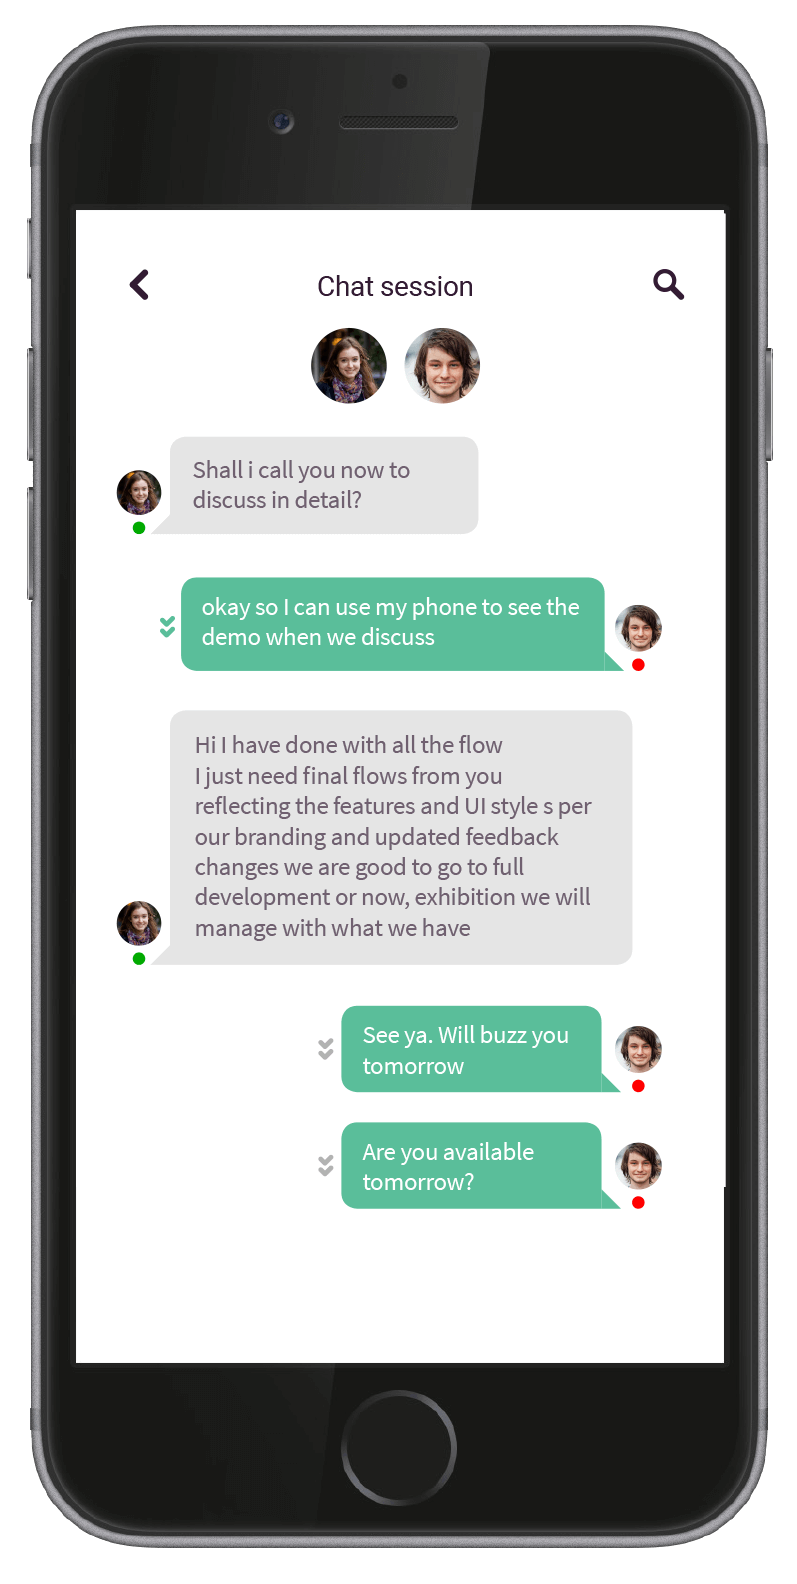 Chat session
Shall i call you now to
discuss in detail?
okay so I can use my phone to see the
demo when we discuss
Hi I have done with all the flow
I just need final flows from you
reflecting the features and UI style s per
our branding and updated feedback
changes we are good to go to full
development or now, exhibition we will
manage with what we have
See ya. Will buzz you
tomorrow
Are you available
tomorrow?